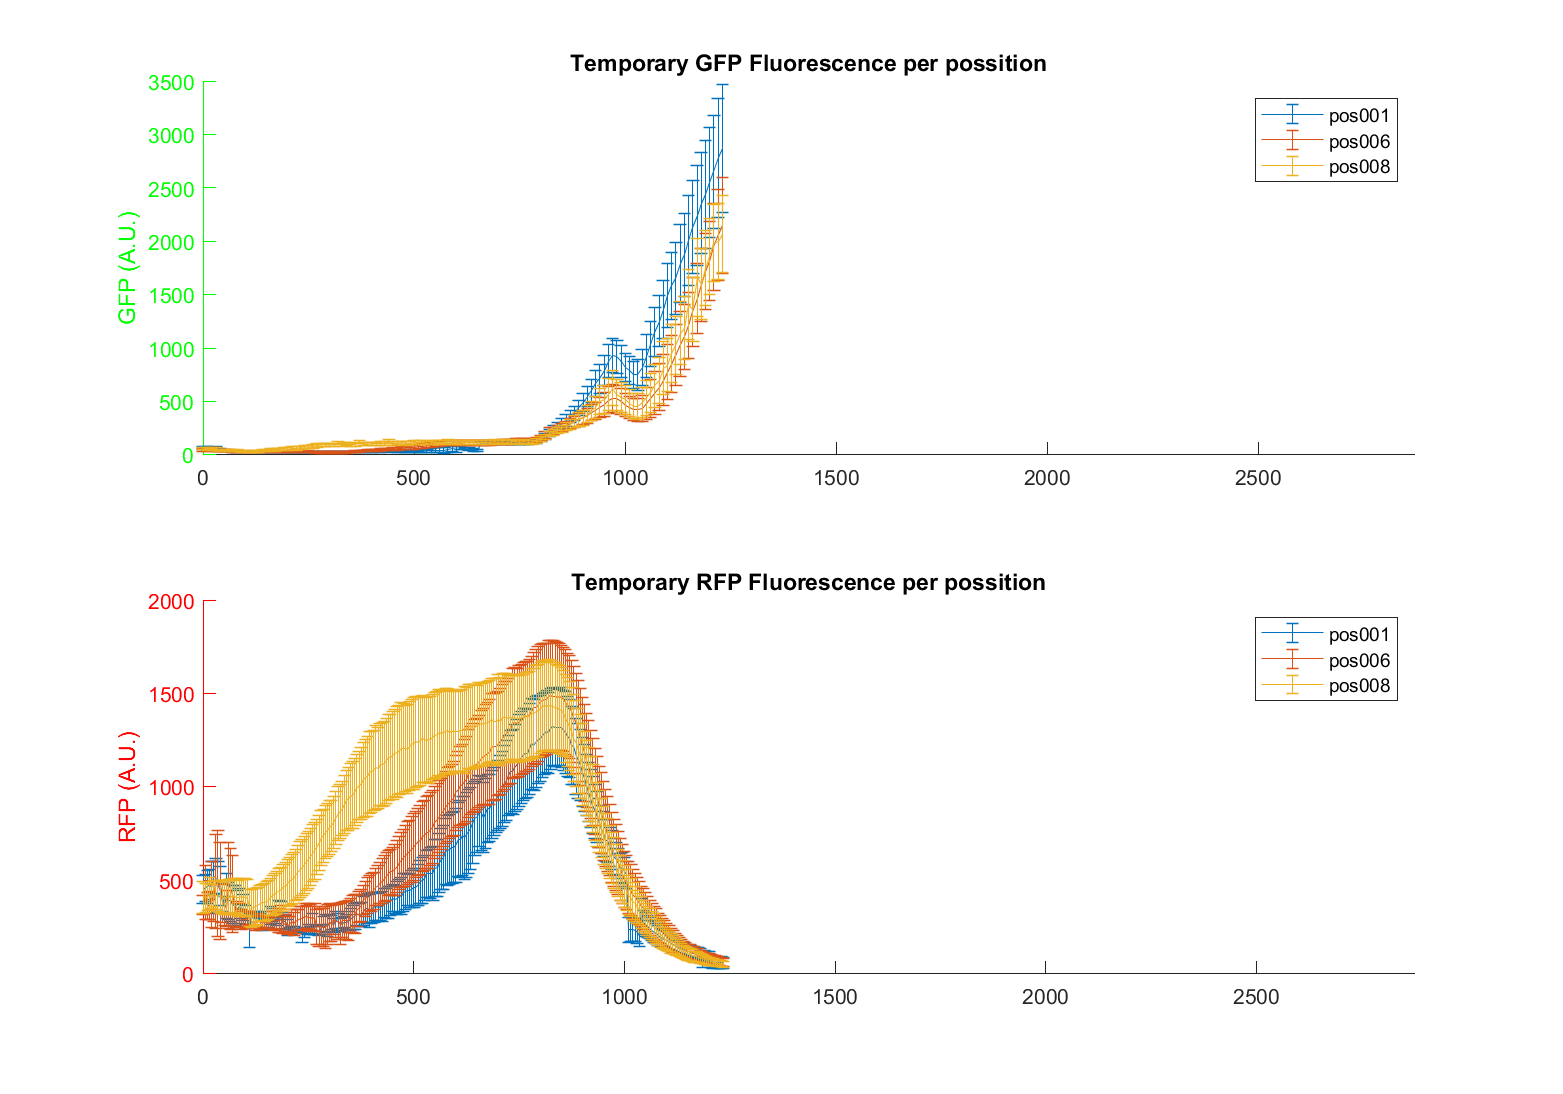 Temporary GFP Fluorescence per possition
GFP (A.U.)
3500
3000
2500
2000
1500
1000
500
0
0 500 1000 1500 2000 2500
pos001
pos006
pos008
Temporary RFP Fluorescence per possition
RFP (A.U.)
2000
1500
1000
500
0
0 500 1000 1500 2000 2500
pos001
pos006
pos008